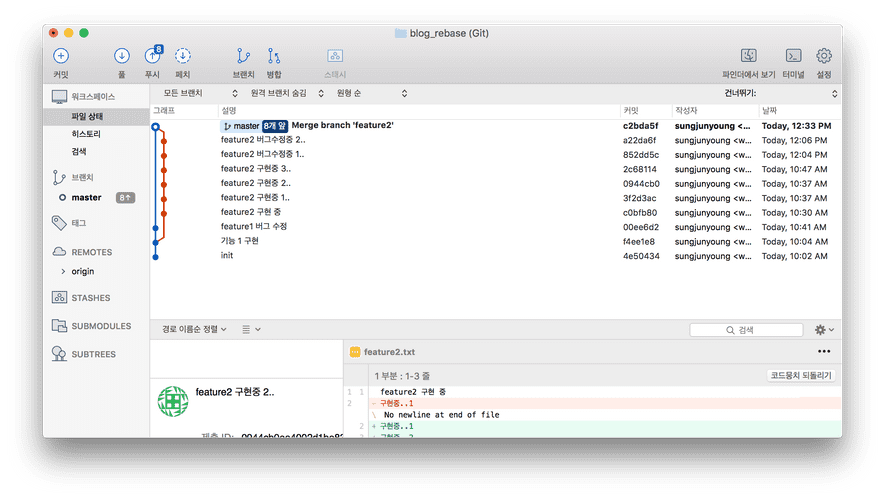 blog_rebase (Git)
8
커밋 풀 푸시 페치 브랜치 병합 스태시 파인더에서 보기 터미널 설정
워크스페이스 모든 브랜치 원격 브랜치 숨김 원형 순 건너뛰기:
그래프 설명 커밋 작성자 날짜
파일 상태
히스토리
검색
브랜치
master 8↑
태그
REMOTES
origin
STASHES
SUBMODULES
SUBTREES
master 8개 앞 Merge branch 'feature2' c2bda5f sungjunyoung <w... Today, 12:33 PM
feature2 버그수정중 2.. a22da6f sungjunyoung <w... Today, 12:06 PM
feature2 버그수정중 1.. 852dd5c sungjunyoung <w... Today, 12:04 PM
feature2 구현중 3.. 2c68114 sungjunyoung <w... Today, 10:47 AM
feature2 구현중 2.. 0944cb0 sungjunyoung <w... Today, 10:37 AM
feature2 구현중 1.. 3f2d3ac sungjunyoung <w... Today, 10:37 AM
feature2 구현 중 c0bfb80 sungjunyoung <w... Today, 10:30 AM
feature1 버그 수정 00ee6d2 sungjunyoung <w... Today, 10:41 AM
기능 1 구현 f4ee1e8 sungjunyoung <w... Today, 10:04 AM
init 4e50434 sungjunyoung <w... Today, 10:02 AM
경로 이름순 정렬 검색
feature2 구현중 2..
feature2.txt
1 부분 : 1-3 줄 코드뭉치 되돌리기
1 1 feature2 구현 중
2 - 구현중..1
\ No newline at end of file
2 + 구현중..1